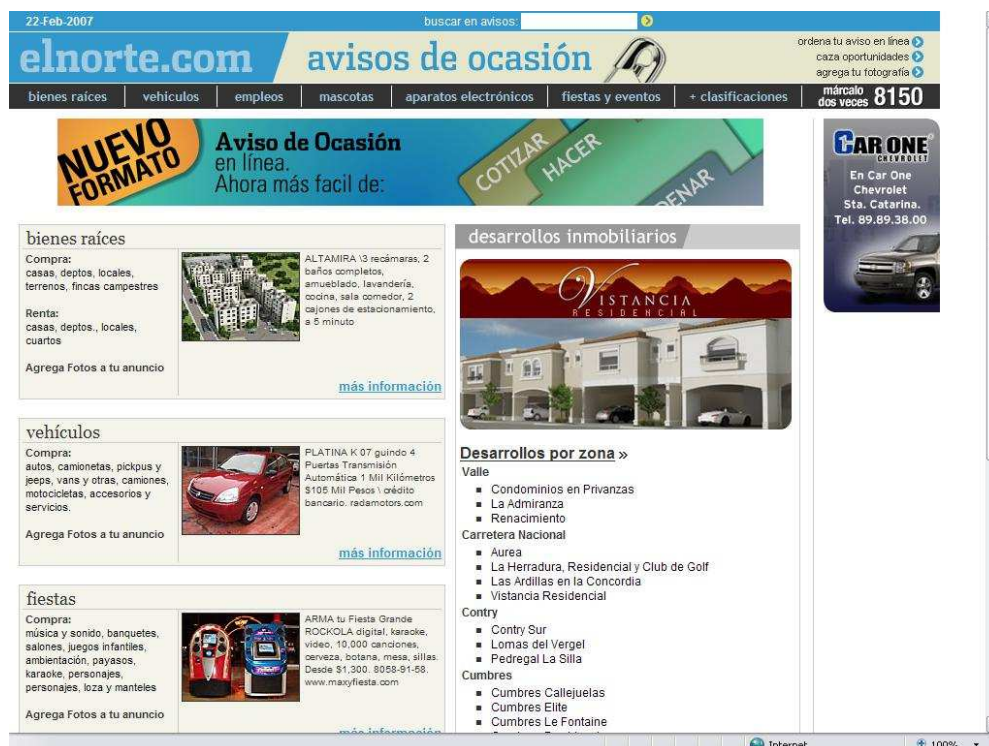 22-Feb-2007
buscar en avisos:
elnorte.com
avisos de ocasión
ordena tu aviso en línea
caza oportunidades
agrega tu fotografía
bienes raíces
vehiculos
empleos
mascotas
aparatos electrónicos
fiestas y eventos
+ clasificaciones
márcalo
dos veces 8150
NUEVO
FORMATO
Aviso de Ocasión
en línea.
Ahora más facil de:
COTIZAR
HACER
DENAR
CAR ONE
CHEVROLET
En Car One
Chevrolet
Sta. Catarina.
Tel. 89.89.38.00
bienes raíces
Compra:
casas, deptos, locales,
terrenos, fincas campestres
Renta:
casas, deptos., locales,
cuartos
Agrega Fotos a tu anuncio
ALTAMIRA \3 recámaras, 2
baños completos,
amueblado, lavandería,
cocina, sala comedor, 2
cajones de estacionamiento,
a 5 minuto
más información
vehículos
Compra:
autos, camionetas, pickpus y
jeeps, vans y otras, camiones,
motocicletas, accesorios y
servicios.
Agrega Fotos a tu anuncio
PLATINA K 07 guindo 4
Puertas Transmisión
Automática 1 Mil Kilómetros
$105 Mil Pesos \ crédito
bancario. radamotors.com
más información
fiestas
Compra:
música y sonido, banquetes,
salones, juegos infantiles,
ambientación, payasos,
karaoke, personajes,
personajes, loza y manteles
Agrega Fotos a tu anuncio
ARMA tu Fiesta Grande
ROCKOLA digital, karaoke,
video, 10,000 canciones,
cerveza, botana, mesa, sillas.
Desde $1,300. 8058-91-58.
www.maxyfiesta.com
más información
desarrollos inmobiliarios
VISTANCIA
RESIDENCIAL
Desarrollos por zona »
Valle
Condominios en Privanzas
La Admiranza
Renacimiento
Carretera Nacional
Aurea
La Herradura, Residencial y Club de Golf
Las Ardillas en la Concordia
Vistancia Residencial
Contry
Contry Sur
Lomas del Vergel
Pedregal La Silla
Cumbres
Cumbres Callejuelas
Cumbres Elite
Cumbres Le Fontaine
Internet
100%